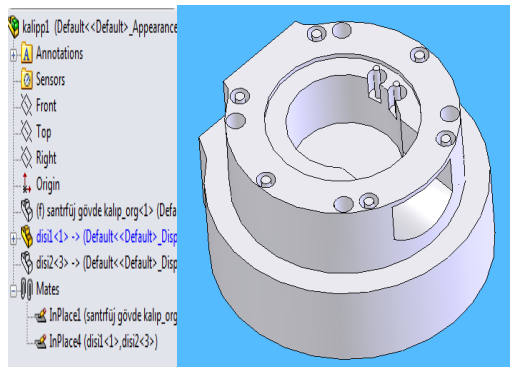 kalipp1 (Default<<Default>_Appearance
Annotations
Sensors
Front
Top
Right
Origin
(f) santrfüj gövde kalıp_org<1> (Defa
disi1<1> -> (Default<<Default>_Disp
disi2<3> -> (Default<<Default>_Disp
Mates
InPlace1 (santrfüj gövde kalıp_org
InPlace4 (disi1<1>,disi2<3>)